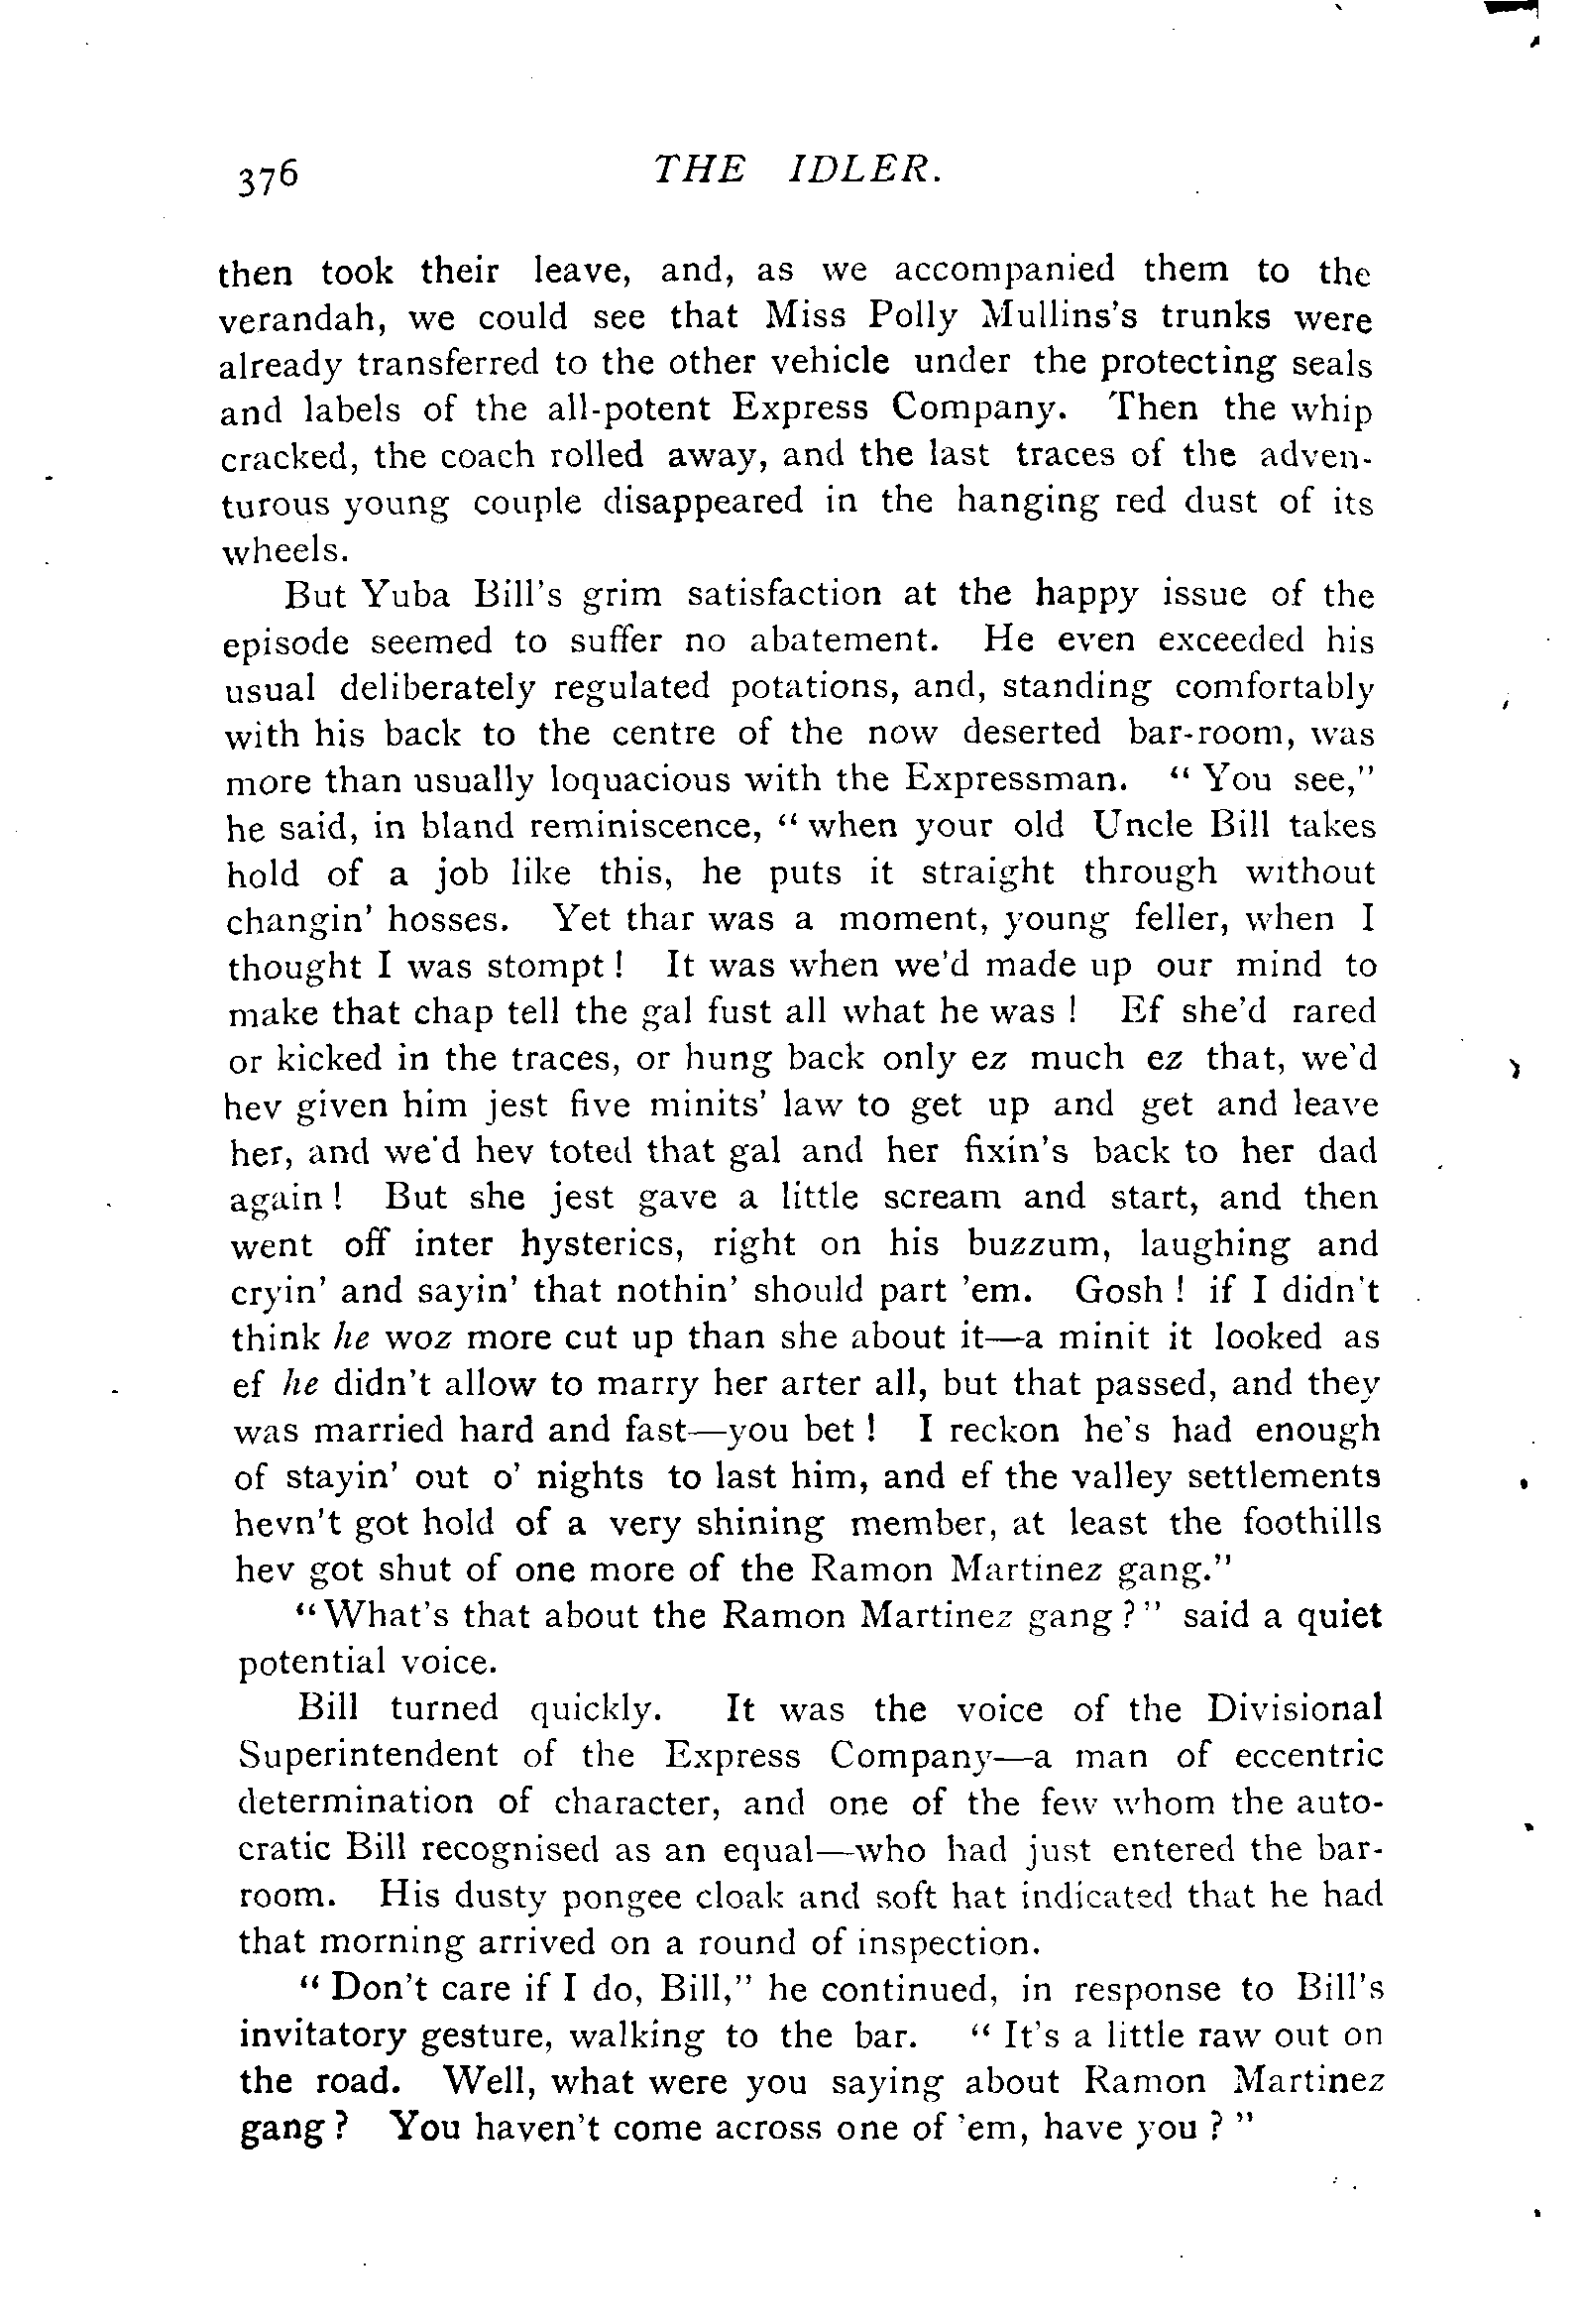 376
THE IDLER.
then took their leave, and, as we accompanied them to the
verandah, we could see that Miss Polly Mullins's trunks were
already transferred to the other vehicle under the protecting seals
and labels of the all-potent Express Company. Then the whip
cracked, the coach rolled away, and the last traces of the adven-
turous young couple disappeared in the hanging red dust of its
wheels.
But Yuba Bill's grim satisfaction at the happy issue of the
episode seemed to suffer no abatement. He even exceeded his
usual deliberately regulated potations, and, standing comfortably
with his back to the centre of the now deserted bar-room, was
more than usually loquacious with the Expressman. " You see,"
he said, in bland reminiscence, " when your old Uncle Bill takes
hold of a job like this, he puts it straight through without
changin' hosses. Yet thar was a moment, young feller, when I
thought I was stompt ! It was when we'd made up our mind to
make that chap tell the gal fust all what he was ! Ef she'd rared
or kicked in the traces, or hung back only ez much ez that, we'd
hev given him jest five minits' law to get up and get and leave
her, and we'd hev toted that gal and her fixin's back to her dad
again ! But she jest gave a little scream and start, and then
went off inter hysterics, right on his buzzum, laughing and
cryin' and sayin' that nothin' should part 'em. Gosh ! if I didn't
think he woz more cut up than she about it—a minit it looked as
ef he didn't allow to marry her arter all, but that passed, and they
was married hard and fast—you bet ! I reckon he's had enough
of stayin' out o' nights to last him, and ef the valley settlements
hevn't got hold of a very shining member, at least the foothills
hev got shut of one more of the Ramon Martinez gang."
"What's that about the Ramon Martinez gang ?" said a quiet
potential voice.
Bill turned quickly. It was the voice of the Divisional
Superintendent of the Express Company—a man of eccentric
determination of character, and one of the few whom the auto-
cratic Bill recognised as an equal—who had just entered the bar-
room. His dusty pongee cloak and soft hat indicated that he had
that morning arrived on a round of inspection.
" Don't care if I do, Bill," he continued, in response to Bill's
invitatory gesture, walking to the bar. " It's a little raw out on
the road. Well, what were you saying about Ramon Martinez
gang ? You haven't come across one of 'em, have you ? "